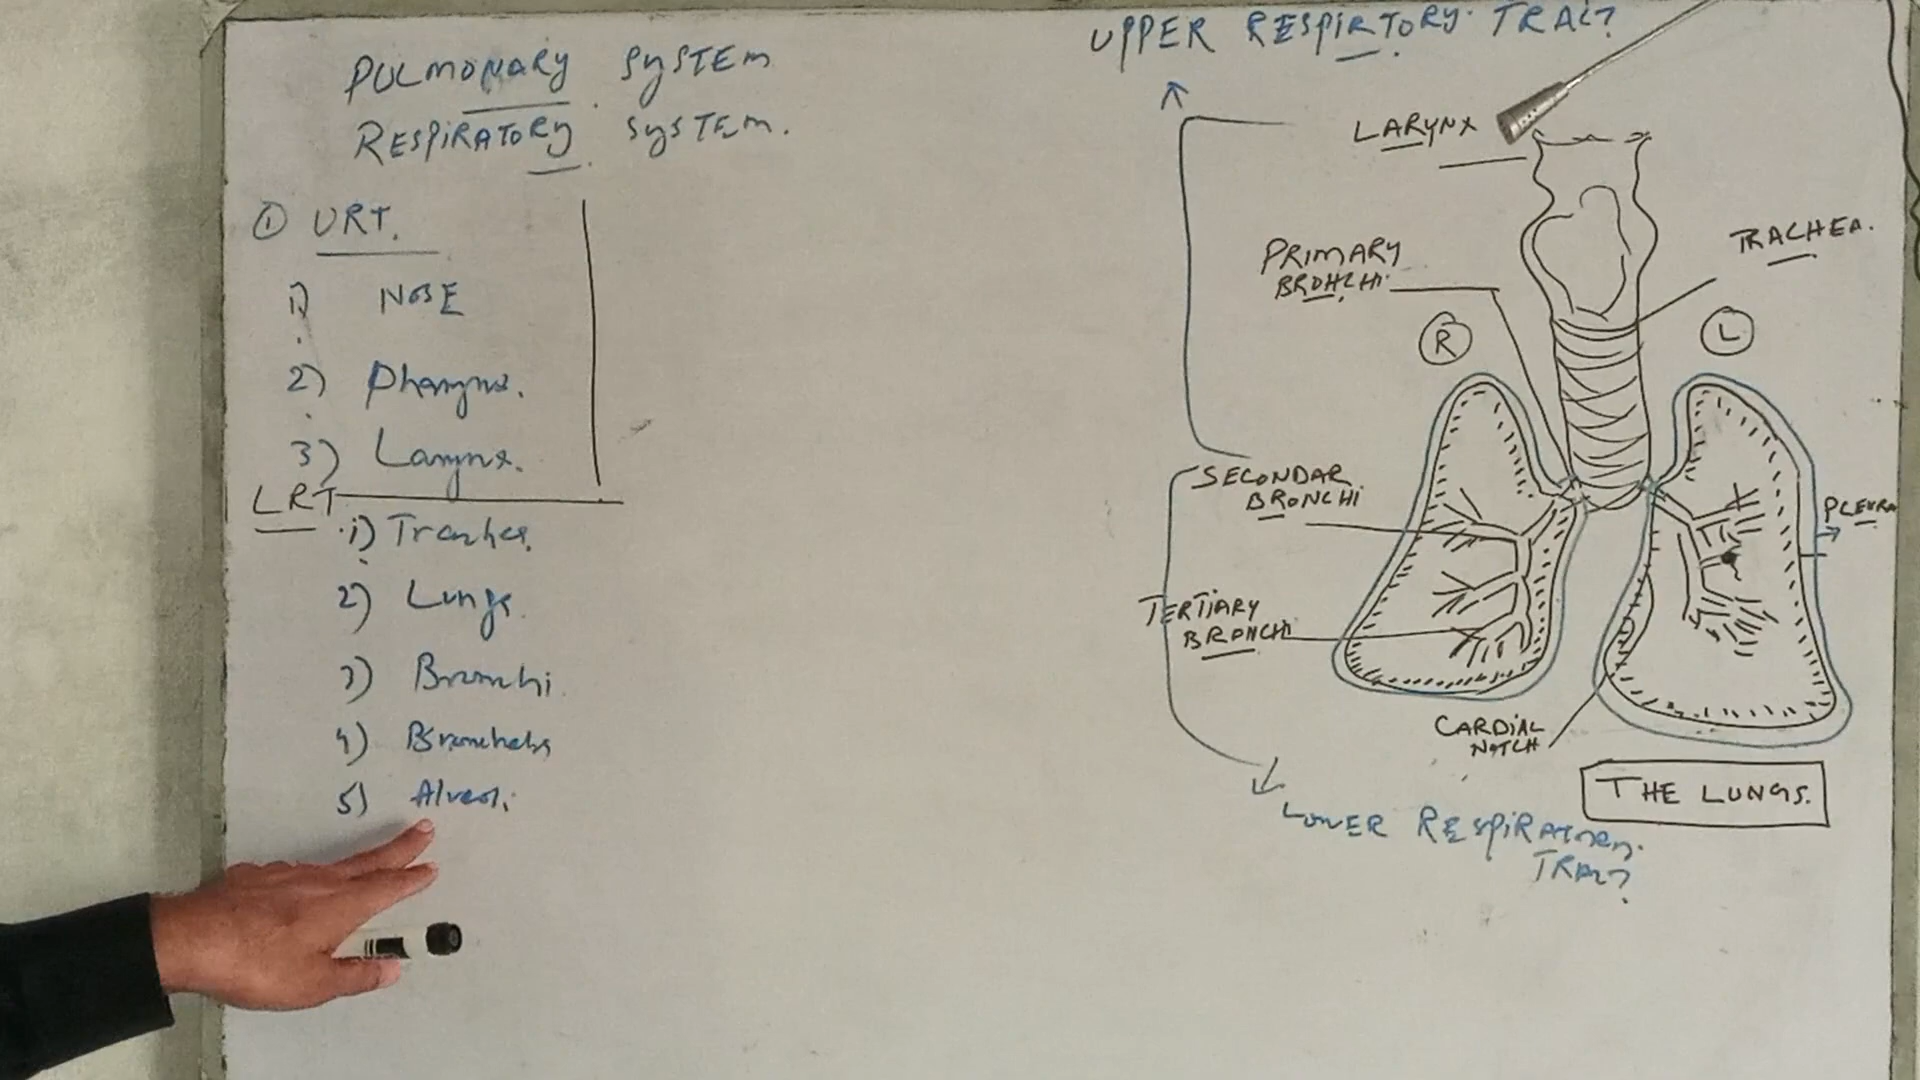 PULMONARY SYSTEM
RESPIRATORY SYSTEM.
① URT.
1) NOSE
2) Pharynx.
3) Larynx.
LRT
1) Trachea.
2) Lungs.
3) Bronchi.
4)
5) Alveoli
UPPER RESPIRTORY TRACT
LARYNX
PRIMARY
BRONCHI.
TRACHEA.
R
L
SECONDAR
BRONCHI
PLEURA
TERTIARY
BRONCHI
CARDIAL
NOTCH
THE LUNGS.
LOWER RESPIRATORY.
TRACT